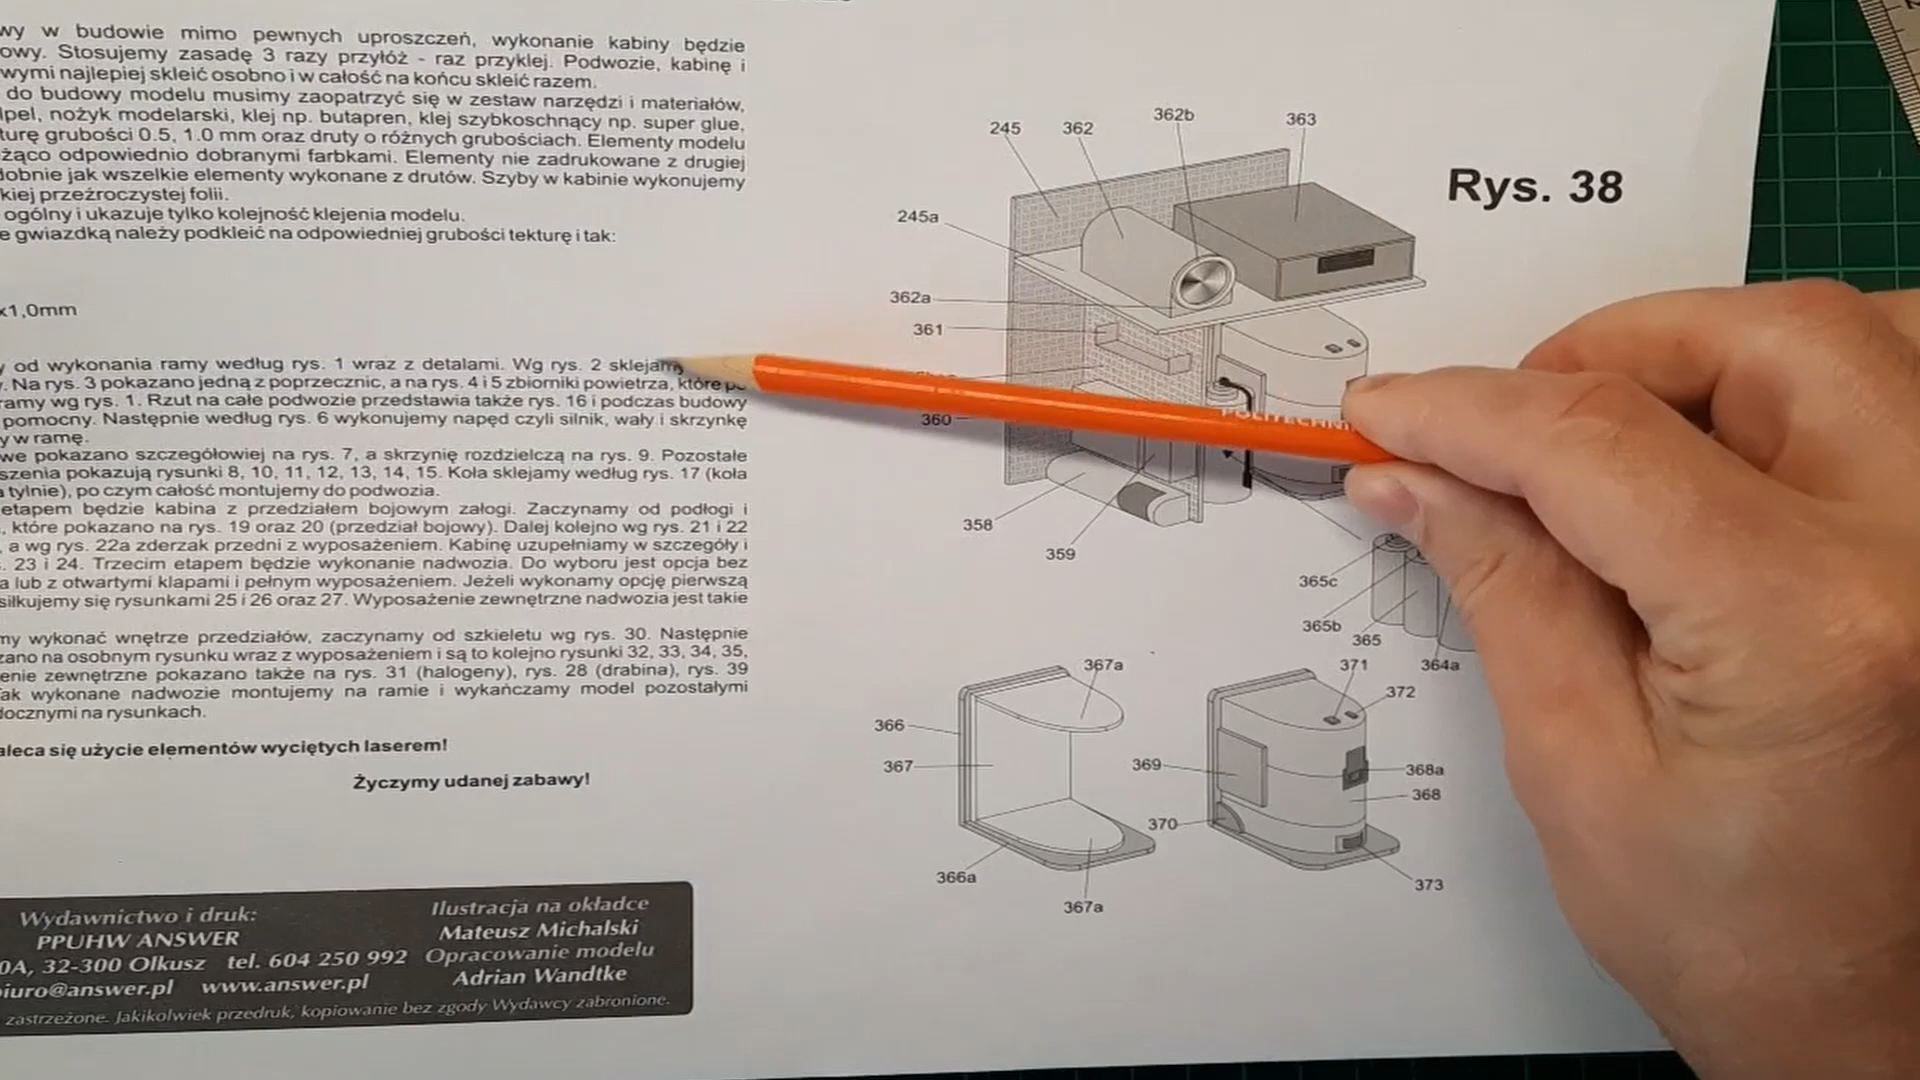 wy w budowie mimo pewnych uproszczeń, wykonanie kabiny będzie
owy. Stosujemy zasadę 3 razy przyłóż - raz przyklej. Podwozie, kabinę i
wymi najlepiej skleić osobno i w całość na końcu skleić razem.
do budowy modelu musimy zaopatrzyć się w zestaw narzędzi i materiałów,
lpel, nożyk modelarski, klej np. butapren, klej szybkoschnący np. super glue,
turę grubości 0.5, 1.0 mm oraz druty o różnych grubościach. Elementy modelu
żąco odpowiednio dobranymi farbkami. Elementy nie zadrukowane z drugiej
dobnie jak wszelkie elementy wykonane z drutów. Szyby w kabinie wykonujemy
kiej przeźroczystej folii.
ogólny i ukazuje tylko kolejność klejenia modelu.
e gwiazdką należy podkleić na odpowiedniej grubości tekturę i tak:
x1,0mm
y od wykonania ramy według rys. 1 wraz z detalami. Wg rys. 2 sklejamy
. Na rys. 3 pokazano jedną z poprzecznic, a na rys. 4 i 5 zbiorniki powietrza, które
ramy wg rys. 1. Rzut na całe podwozie przedstawia także rys. 16 i podczas budowy
pomocny. Następnie według rys. 6 wykonujemy napęd czyli silnik, wały i skrzynkę
y w ramę.
we pokazano szczegółowiej na rys. 7, a skrzynię rozdzielczą na rys. 9. Pozostałe
szenia pokazują rysunki 8, 10, 11, 12, 13, 14, 15. Koła sklejamy według rys. 17 (koła
a tylnie), po czym całość montujemy do podwozia.
etapem będzie kabina z przedziałem bojowym załogi. Zaczynamy od podłogi i
, które pokazano na rys. 19 oraz 20 (przedział bojowy). Dalej kolejno wg rys. 21 i 22
, a wg rys. 22a zderzak przedni z wyposażeniem. Kabinę uzupełniamy w szczegóły i
s. 23 i 24. Trzecim etapem będzie wykonanie nadwozia. Do wyboru jest opcja bez
a lub z otwartymi klapami i pełnym wyposażeniem. Jeżeli wykonamy opcję pierwszą
siłkujemy się rysunkami 25 i 26 oraz 27. Wyposażenie zewnętrzne nadwozia jest takie
my wykonać wnętrze przedziałów, zaczynamy od szkieletu wg rys. 30. Następnie
zano na osobnym rysunku wraz z wyposażeniem i są to kolejno rysunki 32, 33, 34, 35,
enie zewnętrzne pokazano także na rys. 31 (halogeny), rys. 28 (drabina), rys. 39
Tak wykonane nadwozie montujemy na ramie i wykańczamy model pozostałymi
docznymi na rysunkach.
aleca się użycie elementów wyciętych laserem!
Życzymy udanej zabawy!
Wydawnictwo i druk:
PPUHW ANSWER
0A, 32-300 Olkusz tel. 604 250 992
biuro@answer.pl www.answer.pl
Ilustracja na okładce
Mateusz Michalski
Opracowanie modelu
Adrian Wandtke
zastrzeżone. Jakikolwiek przedruk, kopiowanie bez zgody Wydawcy zabronione.
Rys. 38
245 362 362b 363
245a
362a
361
360
358
359
365c
365b
365
364a
POLITECHNI
366
367
366a
367a
367a
371
372
369
370
368a
368
373